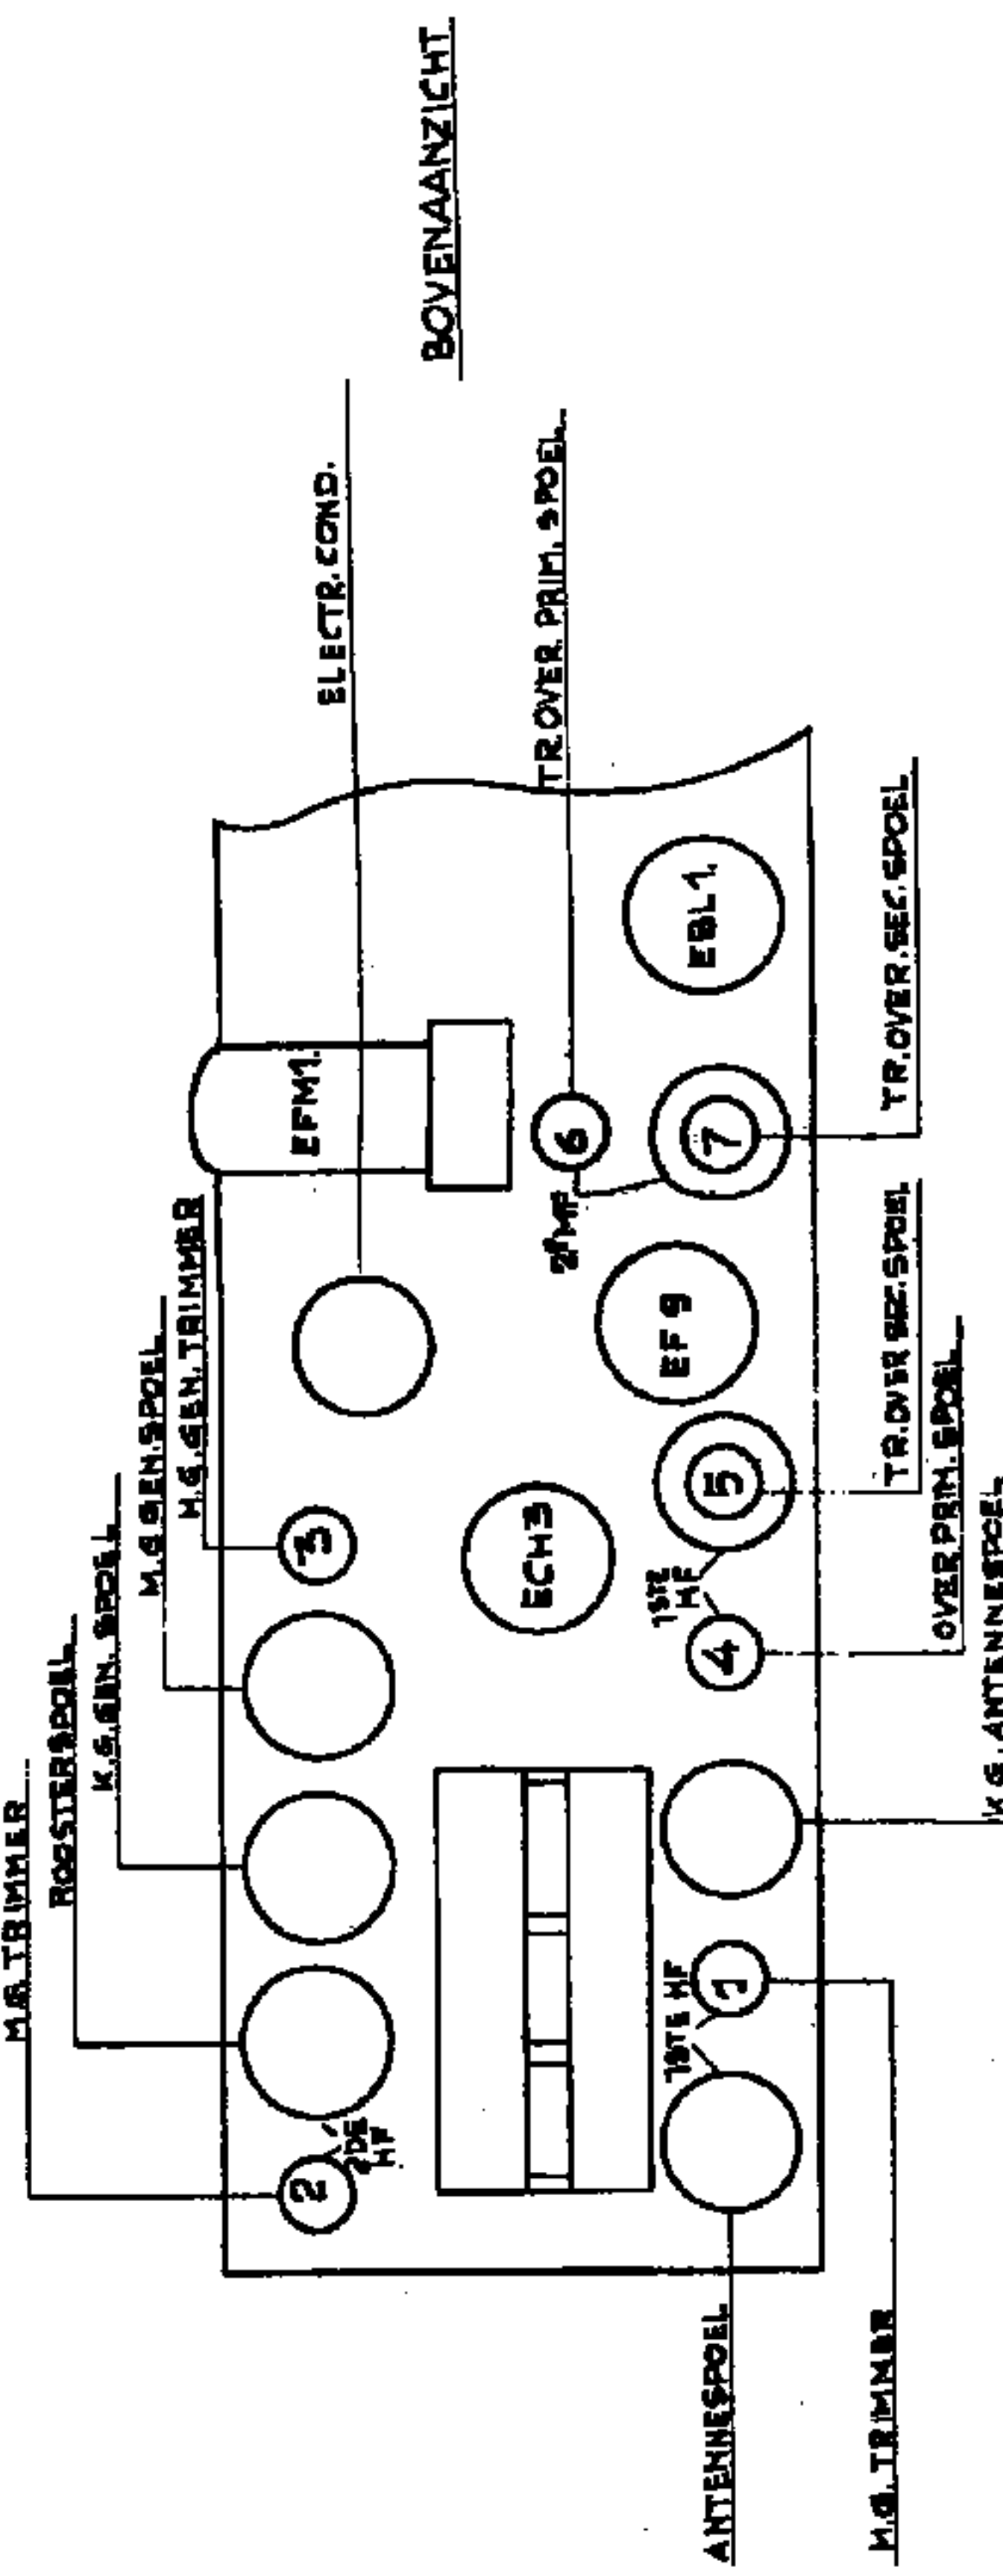 BOVENAANZICHT
M.G. TRIMMER
ROOSTERSPOEL
K.G. GEN. SPOEL
M.G. GEN. SPOEL
M.G. GEN. TRIMMER
ELECTR. COND.
2
2DE
HF
3
EFM1.
ECH3
6
2e MF
TR. OVER. PRIM. SPOEL
1STE HF
1
4
1STE
MF
5
EF9
7
EBL1.
ANTENNESPOEL
M.G. TRIMMER
K.G. ANTENNESPOEL
OVER PRIM. SPOEL
TR. OVER SEC. SPOEL
TR. OVER. SEC. SPOEL